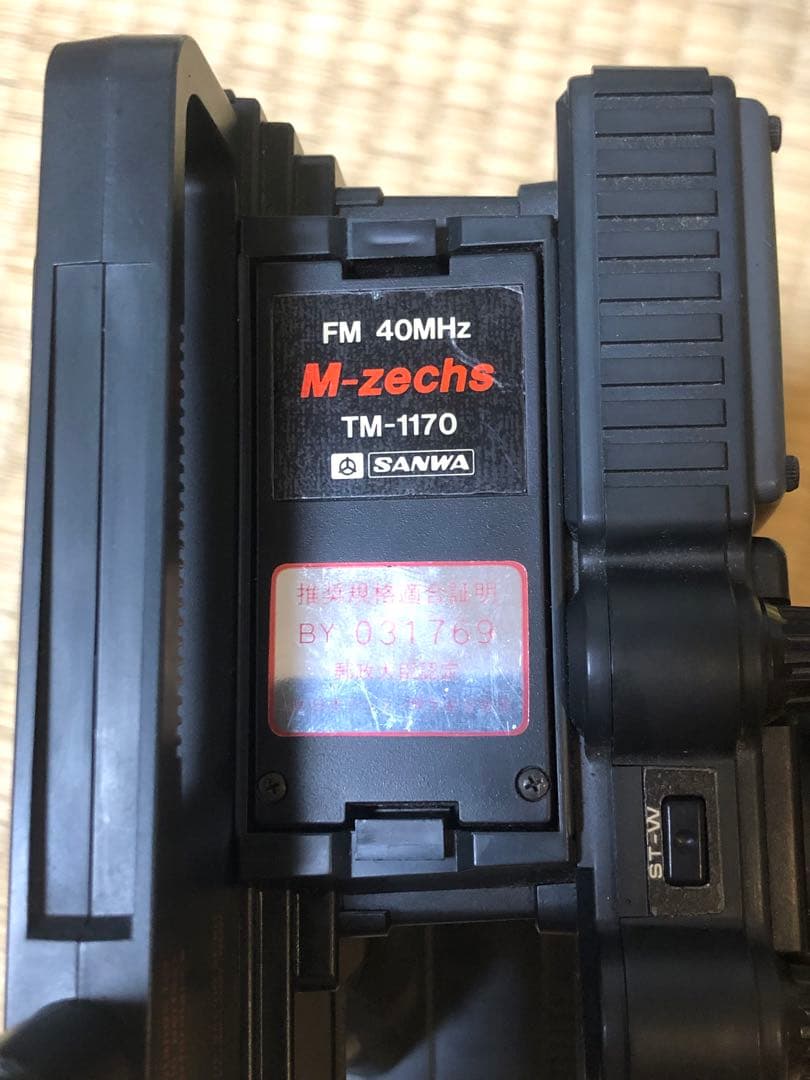 FM 40MHz
M-zechs
TM-1170
SANWA
推奨規格適合証明
BY 031769
郵政大臣認定
ST-W